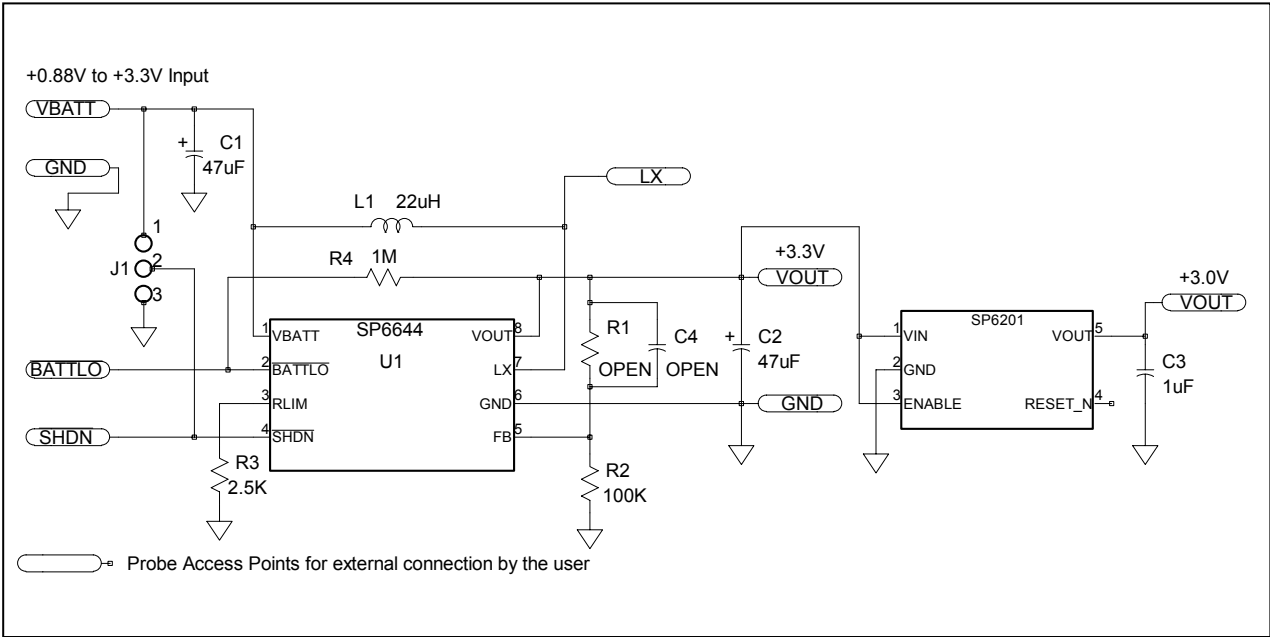 +0.88V to +3.3V Input
VBATT
GND
+
C1
47uF
1
2
3
J1
L1 22uH
LX
R4
1M
BATTLO
SHDN
SP6644
U1
1
VBATT
2
BATTLO
3
RLIM
4
SHDN
VOUT
8
LX
7
GND
6
FB
5
R3
2.5K
R1
OPEN
C4
OPEN
R2
100K
+
C2
47uF
+3.3V
VOUT
GND
SP6201
1
VIN
2
GND
3
ENABLE
VOUT
5
RESET_N
4
+3.0V
VOUT
C3
1uF
Probe Access Points for external connection by the user